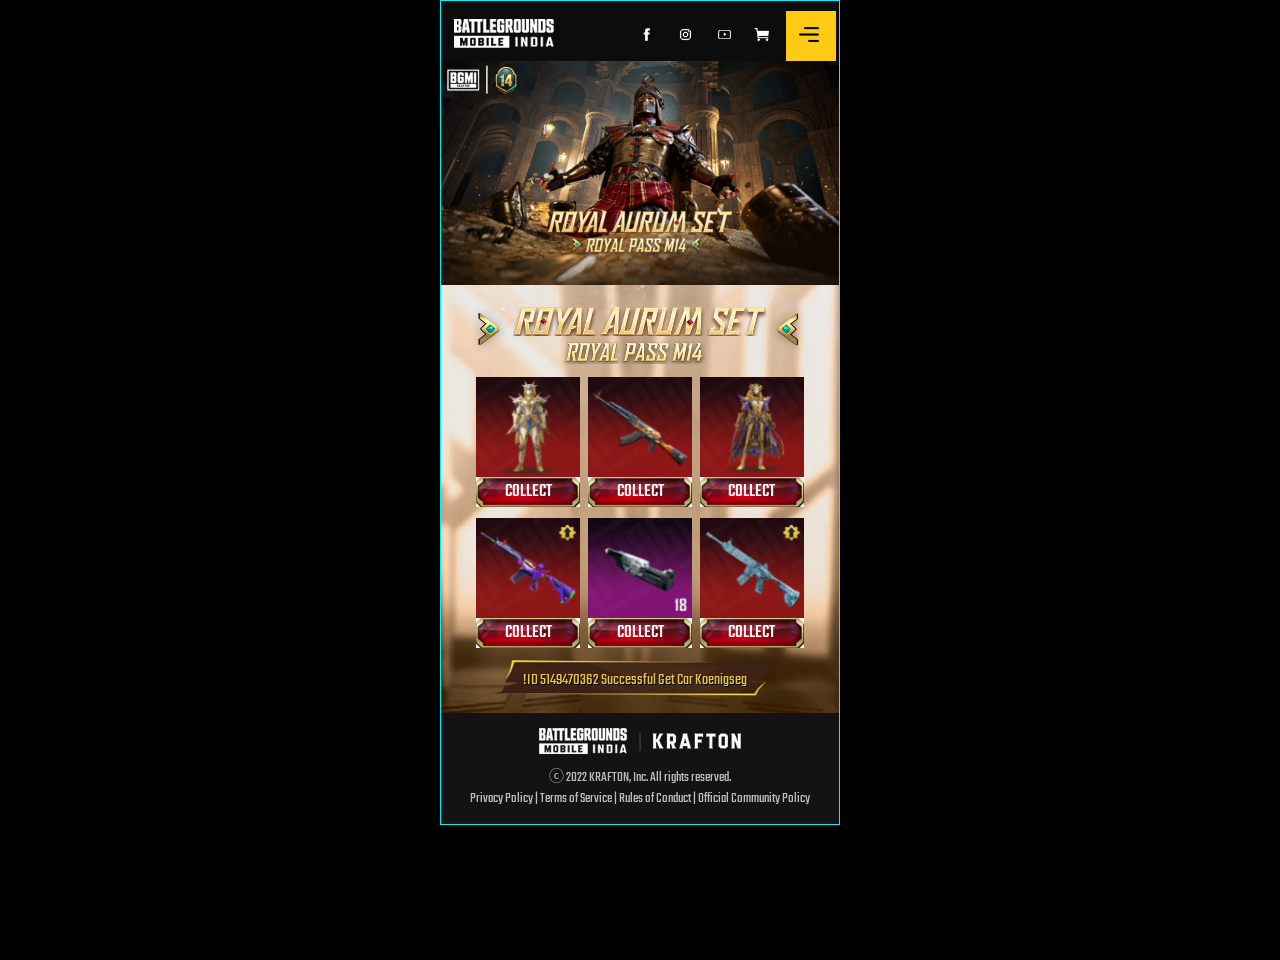 BATTLEGROUNDS
MOBILE INDIA
BGMI
14
ROYAL AURUM SET
ROYAL PASS M14
ROYAL AURUM SET
ROYAL PASS M14
COLLECT COLLECT COLLECT
18
COLLECT COLLECT COLLECT
!ID 5149470362 Successful Get Car Koenigseg
BATTLEGROUNDS
MOBILE INDIA | KRAFTON
ⓒ 2022 KRAFTON, Inc. All rights reserved.
Privacy Policy | Terms of Service | Rules of Conduct | Official Community Policy